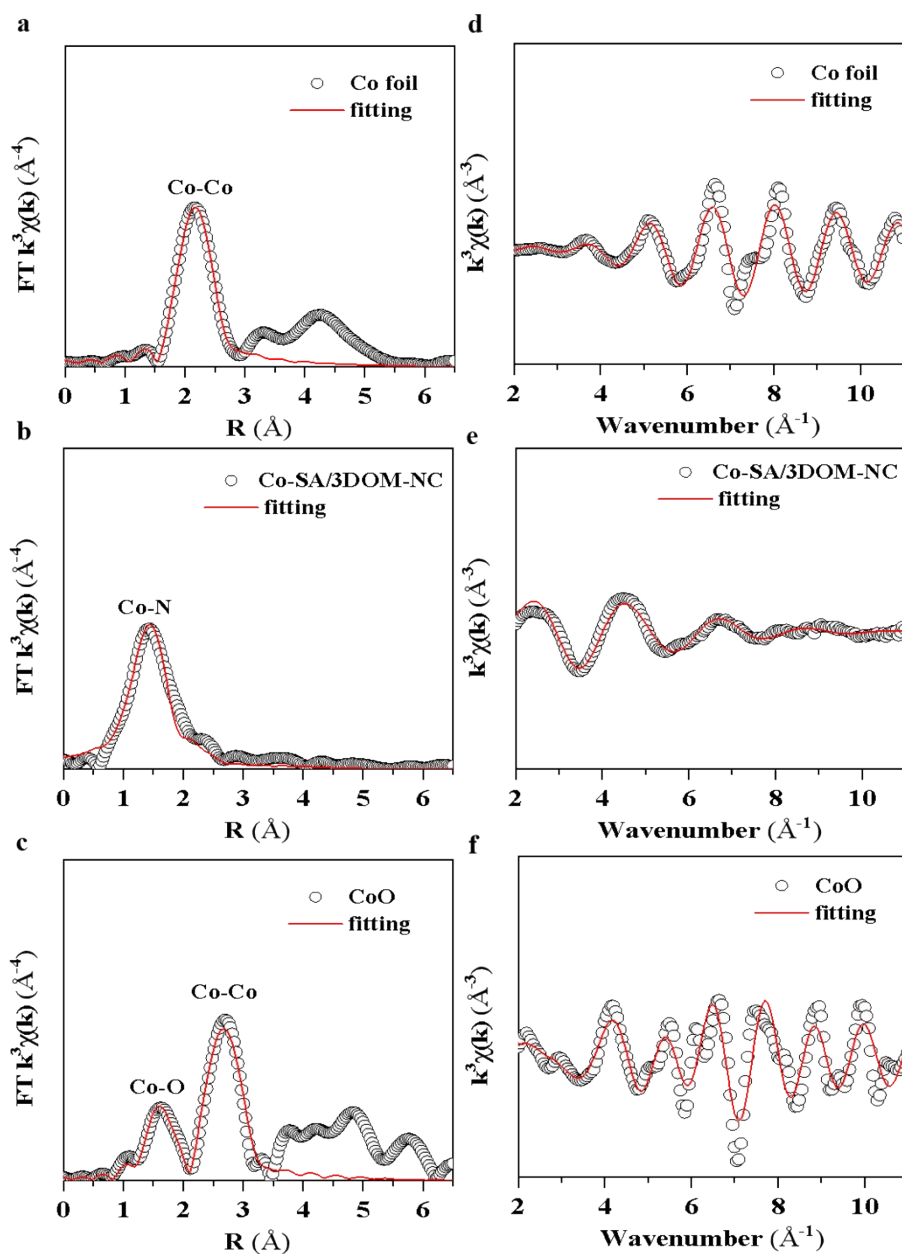 a
Co foil
fitting
Co-Co
FT k³χ(k) (Å⁻⁴)
0 1 2 3 4 5 6
R (Å)
d
Co foil
fitting
k³χ(k) (Å⁻³)
2 4 6 8 10
Wavenumber (Å⁻¹)
b
Co-SA/3DOM-NC
fitting
Co-N
FT k³χ(k) (Å⁻⁴)
0 1 2 3 4 5 6
R (Å)
e
Co-SA/3DOM-NC
fitting
k³χ(k) (Å⁻³)
2 4 6 8 10
Wavenumber (Å⁻¹)
c
CoO
fitting
Co-Co
Co-O
FT k³χ(k) (Å⁻⁴)
0 1 2 3 4 5 6
R (Å)
f
CoO
fitting
k³χ(k) (Å⁻³)
2 4 6 8 10
Wavenumber (Å⁻¹)